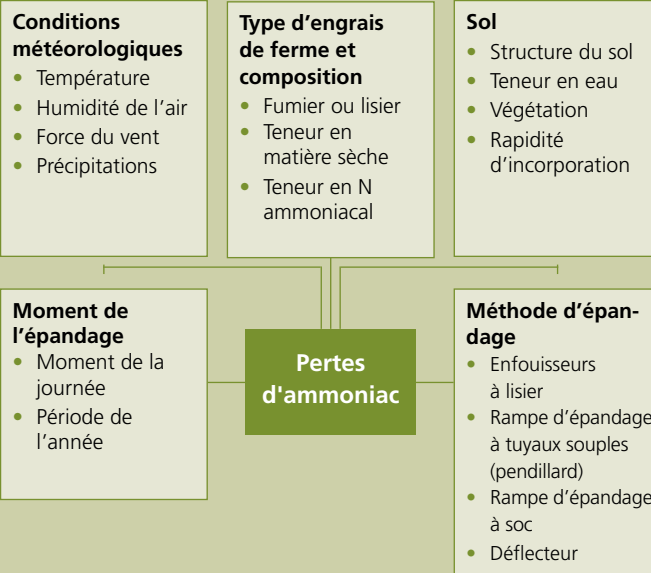 Conditions
météorologiques
• Température
• Humidité de l'air
• Force du vent
• Précipitations
Type d'engrais
de ferme et
composition
• Fumier ou lisier
• Teneur en
matière sèche
• Teneur en N
ammoniacal
Sol
• Structure du sol
• Teneur en eau
• Végétation
• Rapidité
d'incorporation
Moment de
l'épandage
• Moment de la
journée
• Période de
l'année
Pertes
d'ammoniac
Méthode d'épan-
dage
• Enfouisseurs
à lisier
• Rampe d'épandage
à tuyaux souples
(pendillard)
• Rampe d'épandage
à soc
• Déflecteur